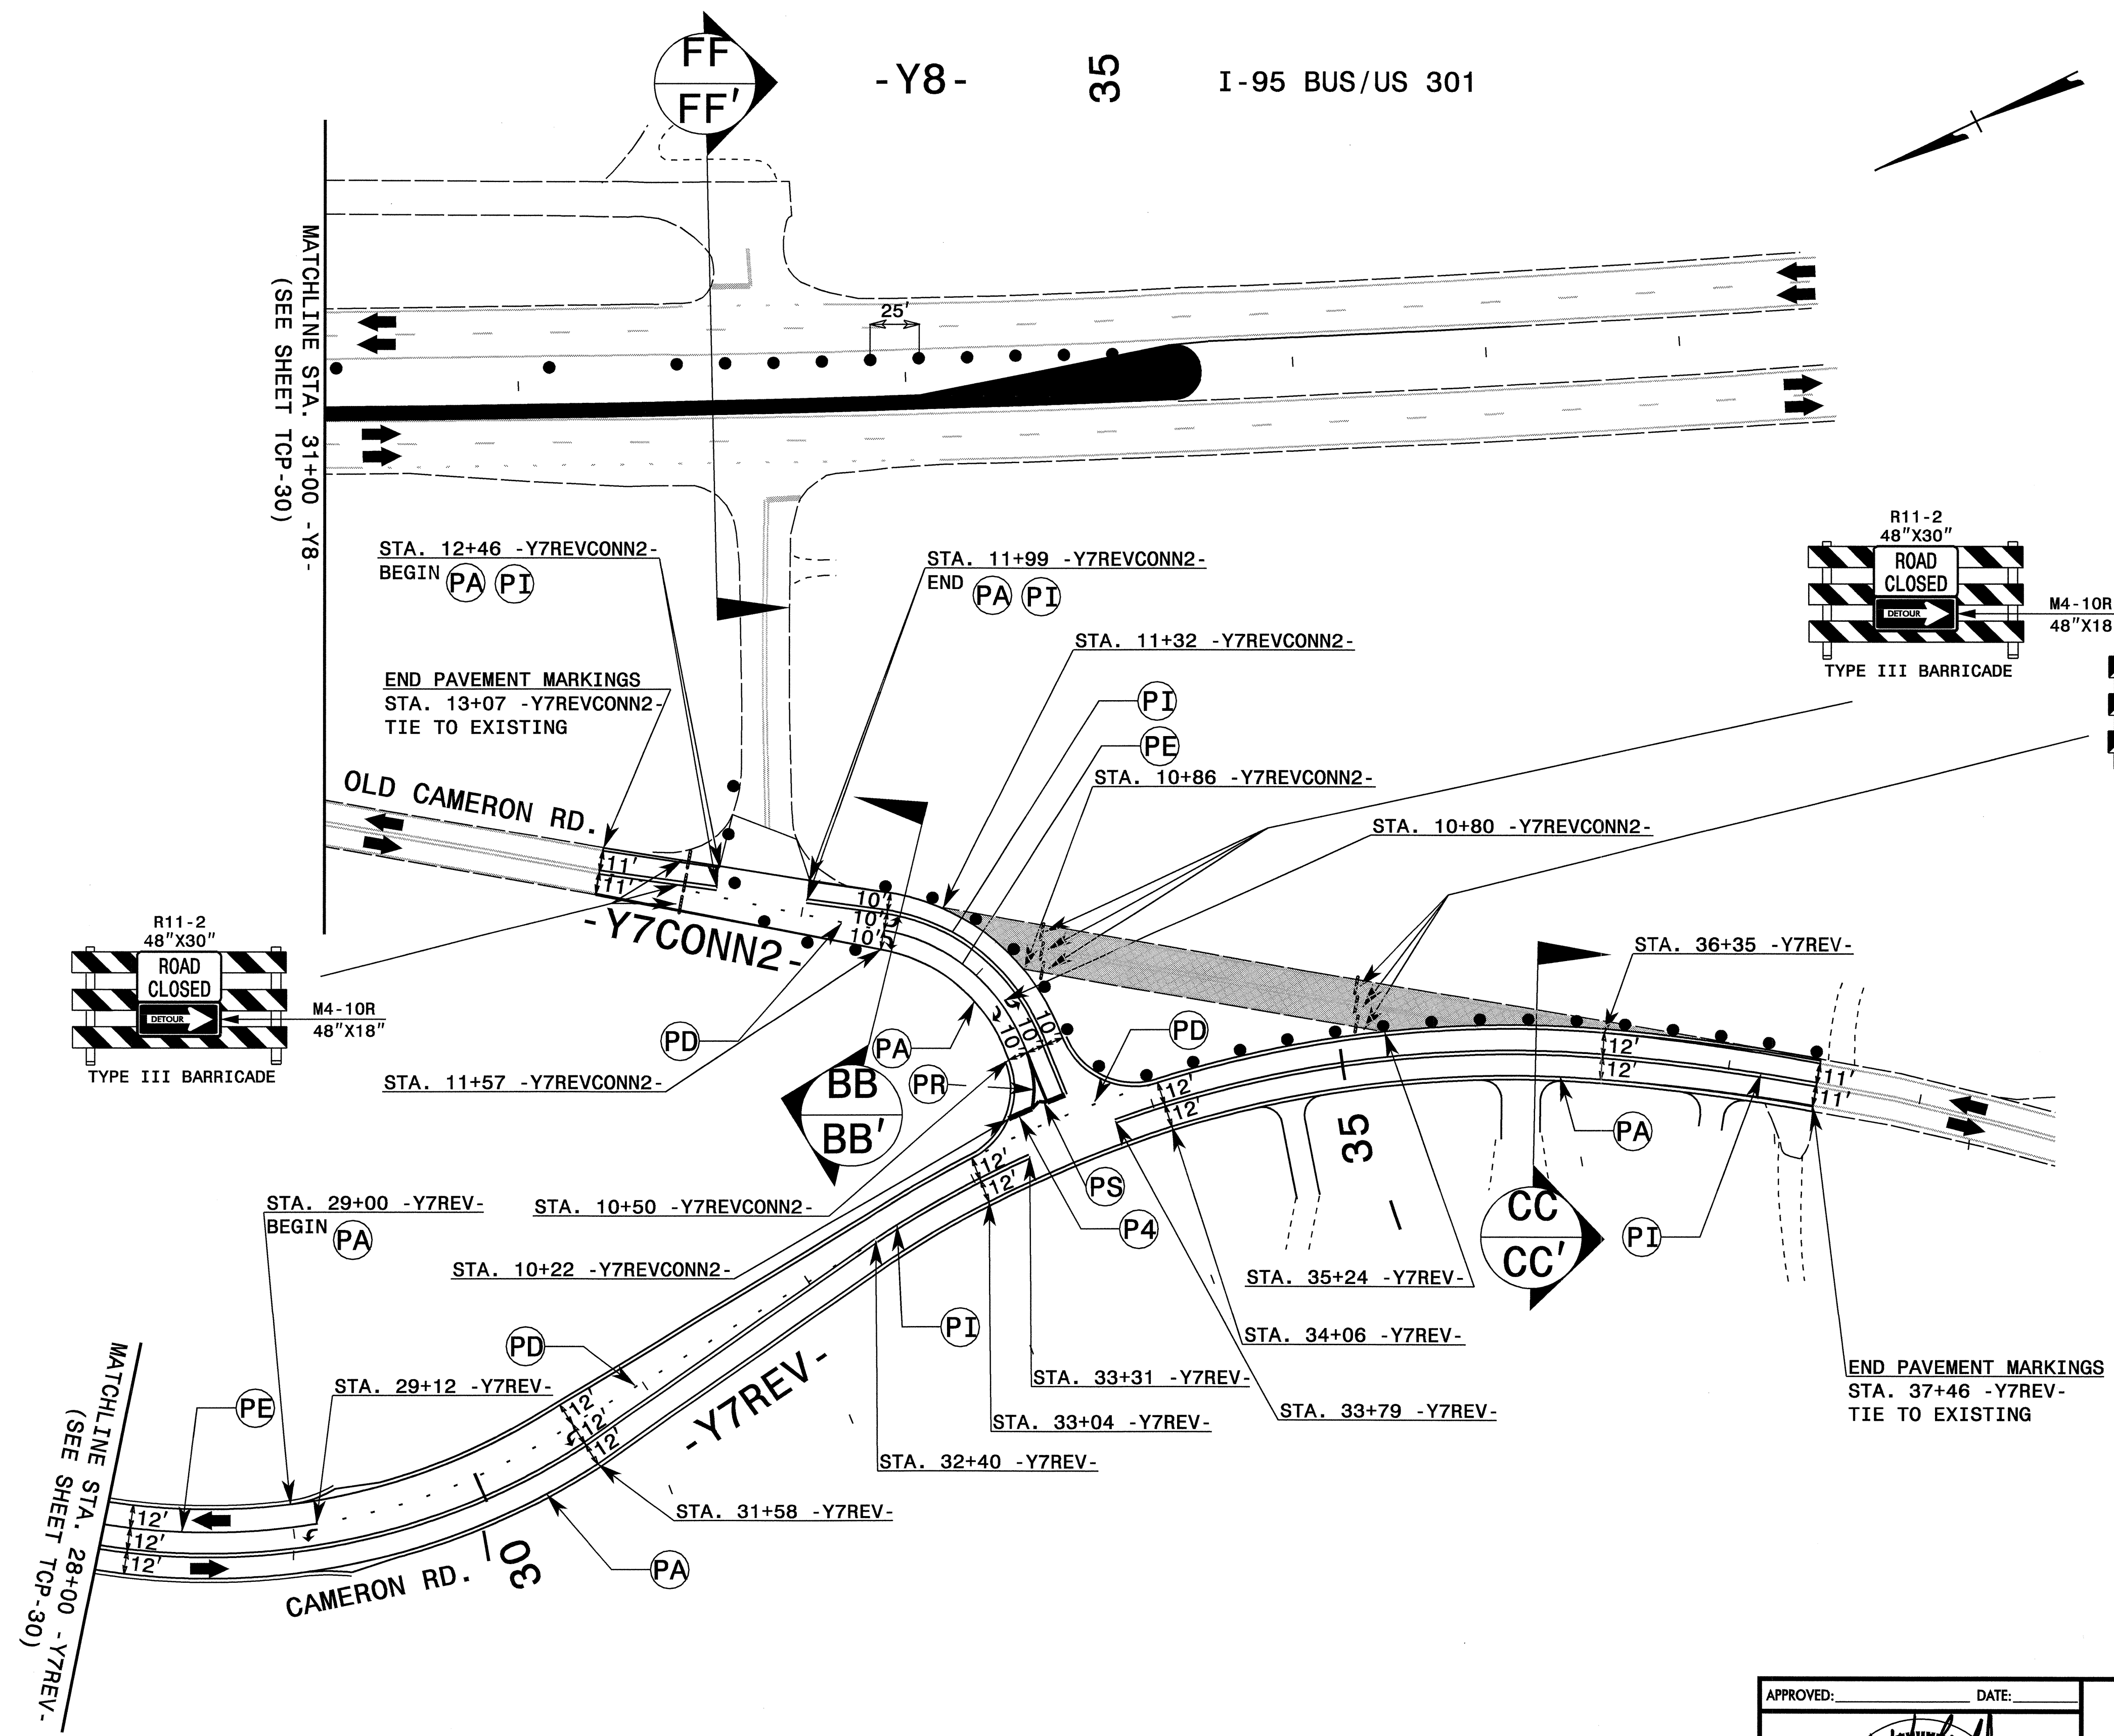 FF
FF'
-Y8-
35
I-95 BUS/US 301
MATCHLINE STA. 31+00 -Y8-
(SEE SHEET TCP-30)
25'
R11-2
48"X30"
ROAD
CLOSED
DETOUR
M4-10R
48"X18
TYPE III BARRICADE
STA. 12+46 -Y7REVCONN2-
BEGIN PA PI
STA. 11+99 -Y7REVCONN2-
END PA PI
STA. 11+32 -Y7REVCONN2-
END PAVEMENT MARKINGS
STA. 13+07 -Y7REVCONN2-
TIE TO EXISTING
PI
PE
STA. 10+86 -Y7REVCONN2-
OLD CAMERON RD.
STA. 10+80 -Y7REVCONN2-
11'
11'
10'
10'
10'
-Y7CONN2-
R11-2
48"X30"
ROAD
CLOSED
DETOUR
M4-10R
48"X18"
TYPE III BARRICADE
STA. 36+35 -Y7REV-
PD
PA
10'
10'
10'
PD
12'
12'
11'
11'
STA. 11+57 -Y7REVCONN2-
BB
BB'
PR
12'
12'
35
PA
12'
12'
PS
STA. 29+00 -Y7REV-
BEGIN PA
STA. 10+50 -Y7REVCONN2-
P4
CC
CC'
PI
STA. 10+22 -Y7REVCONN2-
STA. 35+24 -Y7REV-
PD
PI
STA. 34+06 -Y7REV-
MATCHLINE STA. 28+00 -Y7REV-
(SEE SHEET TCP-30)
STA. 29+12 -Y7REV-
PE
12'
12'
12'
-Y7REV-
STA. 33+31 -Y7REV-
STA. 33+04 -Y7REV-
STA. 33+79 -Y7REV-
END PAVEMENT MARKINGS
STA. 37+46 -Y7REV-
TIE TO EXISTING
STA. 32+40 -Y7REV-
STA. 31+58 -Y7REV-
12'
12'
12'
CAMERON RD.
30
PA
APPROVED: DATE: